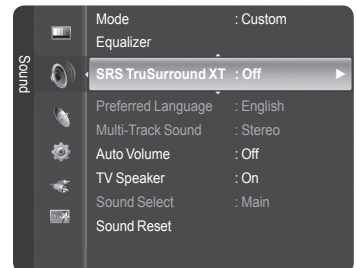 Sound
Mode : Custom
Equalizer
SRS TruSurround XT : Off
Preferred Language : English
Multi-Track Sound : Stereo
Auto Volume : Off
TV Speaker : On
Sound Select : Main
Sound Reset